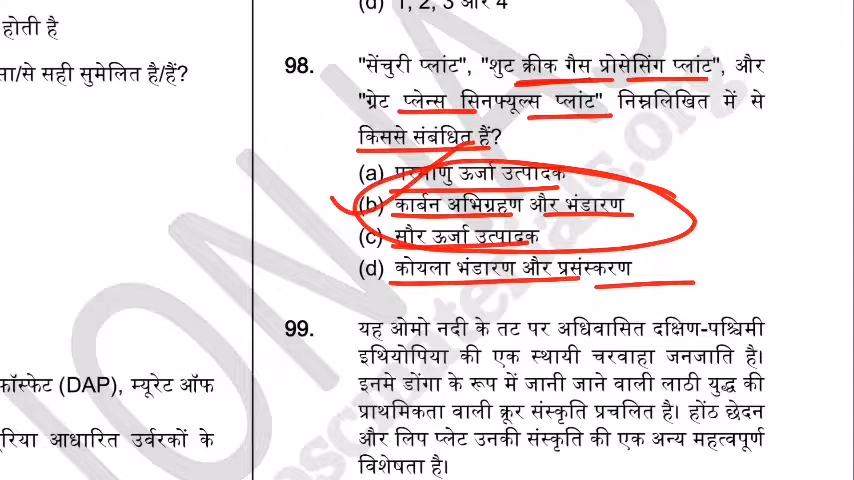 होती है
सा/से सही सुमेलित है/हैं?
फॉस्फेट (DAP), म्यूरेट ऑफ
रिया आधारित उर्वरकों के
(d) 1, 2, 3 और 4
98. "सेंचुरी प्लांट", "शुट क्रीक गैस प्रोसेसिंग प्लांट", और
"ग्रेट प्लेन्स सिनफ्यूल्स प्लांट" निम्नलिखित में से
किससे संबंधित हैं?
(a) परमाणु ऊर्जा उत्पादक
(b) कार्बन अभिग्रहण और भंडारण
(c) सौर ऊर्जा उत्पादक
(d) कोयला भंडारण और प्रसंस्करण
99. यह ओमो नदी के तट पर अधिवासित दक्षिण-पश्चिमी
इथियोपिया की एक स्थायी चरवाहा जनजाति है।
इनमे डोंगा के रूप में जानी जाने वाली लाठी युद्ध की
प्राथमिकता वाली क्रूर संस्कृति प्रचलित है। होंठ छेदन
और लिप प्लेट उनकी संस्कृति की एक अन्य महत्वपूर्ण
विशेषता है।